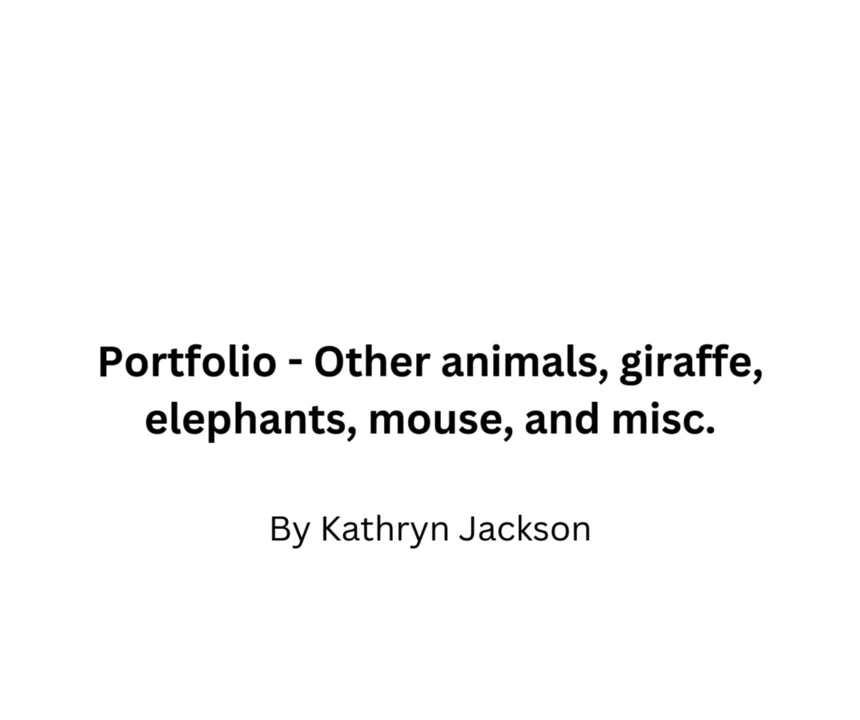 Portfolio - Other animals, giraffe,
elephants, mouse, and misc.
By Kathryn Jackson